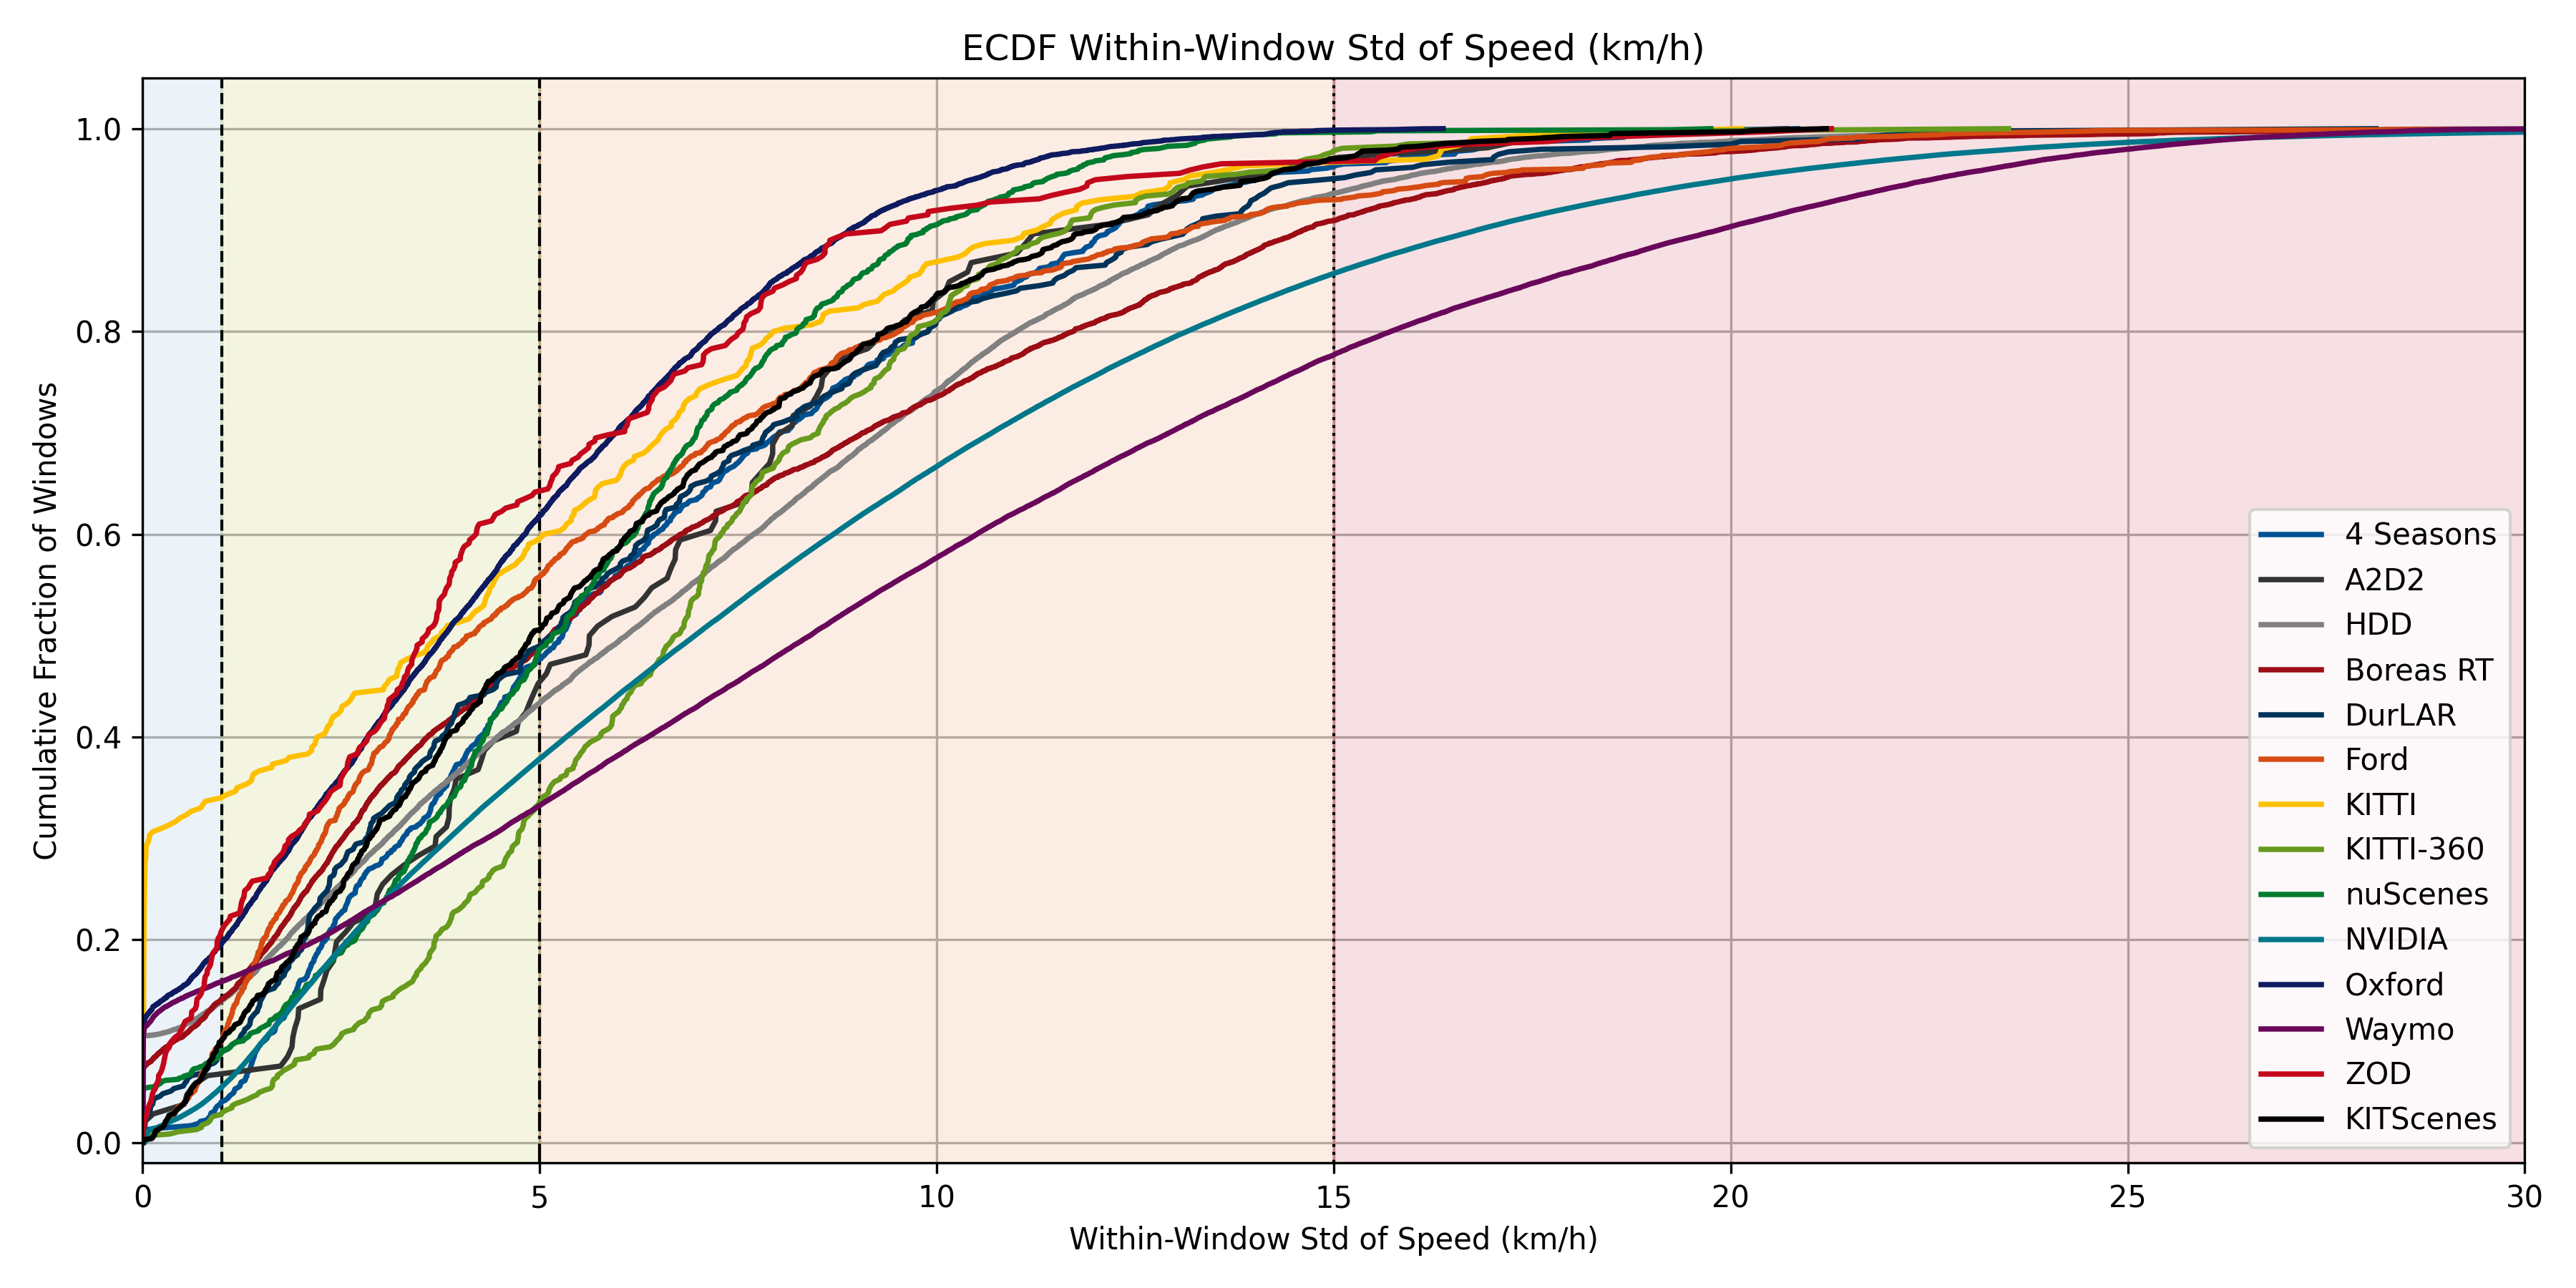 ECDF Within-Window Std of Speed (km/h)
Cumulative Fraction of Windows
1.0
0.8
0.6
0.4
0.2
0.0
0
5
10
15
20
25
30
Within-Window Std of Speed (km/h)
4 Seasons
A2D2
HDD
Boreas RT
DurLAR
Ford
KITTI
KITTI-360
nuScenes
NVIDIA
Oxford
Waymo
ZOD
KITScenes